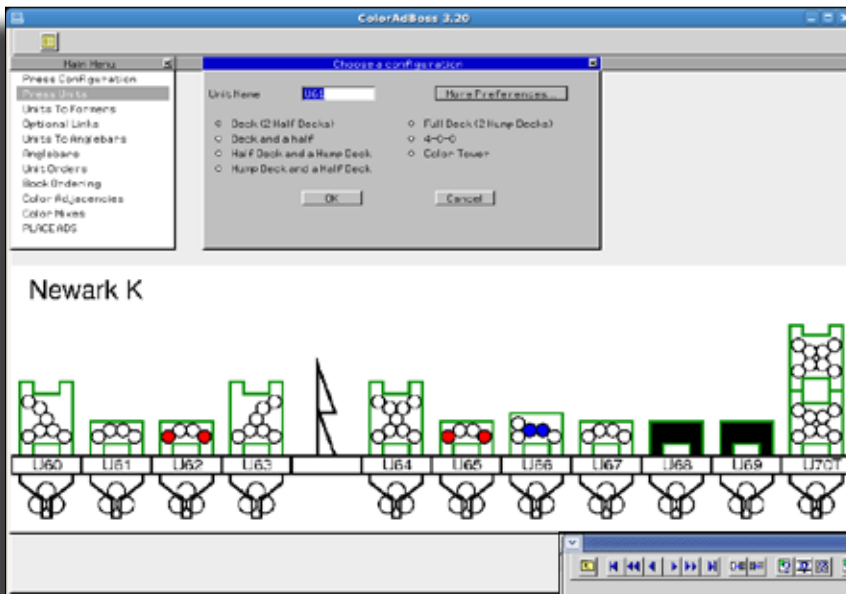 ColorAdBoss 3.20
Main Menu
Choose a configuration
Press Configuration
Press Units
Units To Formers
Optional Links
Units To Anglebars
Anglebars
Unit Orders
Book Ordering
Color Adjacencies
Color Mixes
PLACE ADS
Unit Name U61 More Preferences...
Deck (2 Half Decks) Full Deck (2 Hump Decks)
Deck and a half 4-0-0
Half Deck and a Hump Deck Color Tower
Hump Deck and a Half Deck
OK Cancel
Newark K
U60 U61 U62 U63 U64 U65 U66 U67 U68 U69 U70T